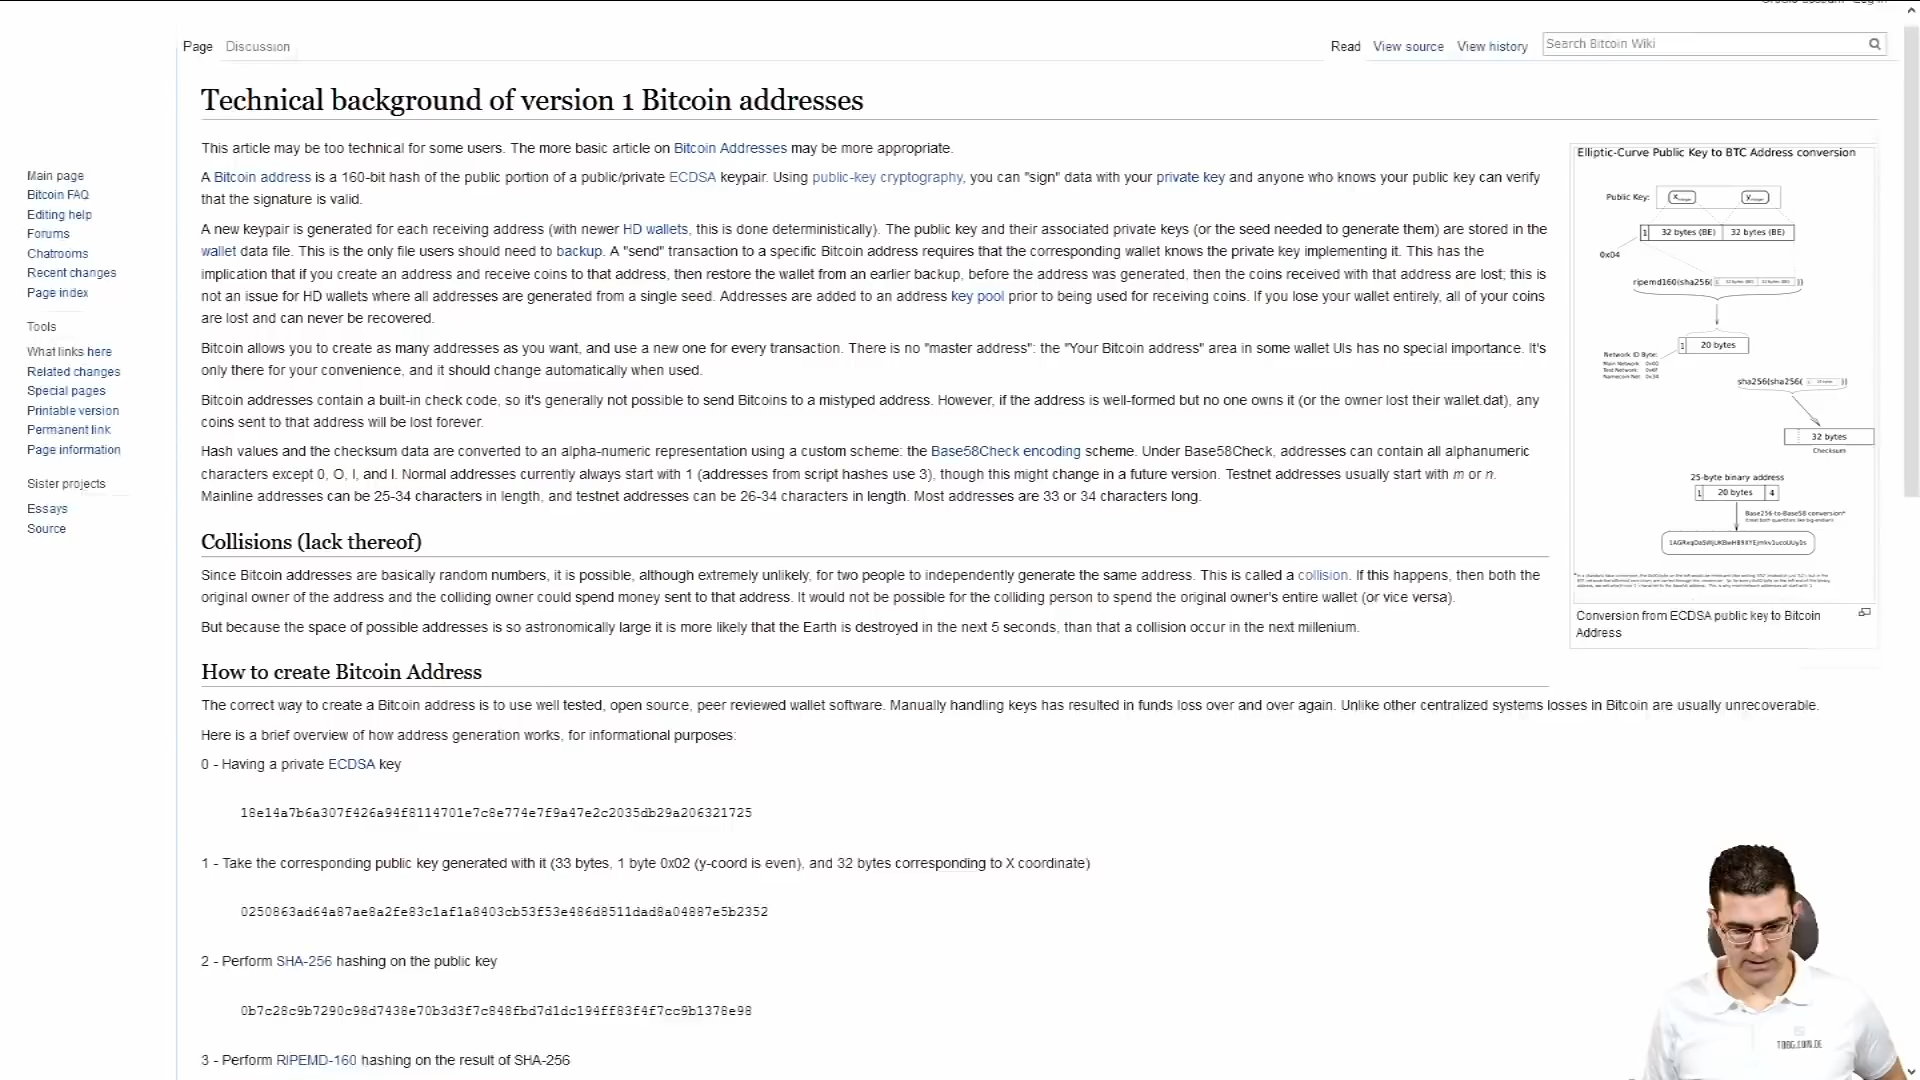 Page
Discussion
Read
View source
View history
Search Bitcoin Wiki
Technical background of version 1 Bitcoin addresses
This article may be too technical for some users. The more basic article on Bitcoin Addresses may be more appropriate.
A Bitcoin address is a 160-bit hash of the public portion of a public/private ECDSA keypair. Using public-key cryptography, you can "sign" data with your private key and anyone who knows your public key can verify
that the signature is valid.
A new keypair is generated for each receiving address (with newer HD wallets, this is done deterministically). The public key and their associated private keys (or the seed needed to generate them) are stored in the
wallet data file. This is the only file users should need to backup. A "send" transaction to a specific Bitcoin address requires that the corresponding wallet knows the private key implementing it. This has the
implication that if you create an address and receive coins to that address, then restore the wallet from an earlier backup, before the address was generated, then the coins received with that address are lost; this is
not an issue for HD wallets where all addresses are generated from a single seed. Addresses are added to an address key pool prior to being used for receiving coins. If you lose your wallet entirely, all of your coins
are lost and can never be recovered.
Bitcoin allows you to create as many addresses as you want, and use a new one for every transaction. There is no "master address": the "Your Bitcoin address" area in some wallet UIs has no special importance. It's
only there for your convenience, and it should change automatically when used.
Bitcoin addresses contain a built-in check code, so it's generally not possible to send Bitcoins to a mistyped address. However, if the address is well-formed but no one owns it (or the owner lost their wallet.dat), any
coins sent to that address will be lost forever.
Hash values and the checksum data are converted to an alpha-numeric representation using a custom scheme: the Base58Check encoding scheme. Under Base58Check, addresses can contain all alphanumeric
characters except 0, O, I, and l. Normal addresses currently always start with 1 (addresses from script hashes use 3), though this might change in a future version. Testnet addresses usually start with m or n.
Mainline addresses can be 25-34 characters in length, and testnet addresses can be 26-34 characters in length. Most addresses are 33 or 34 characters long.
Collisions (lack thereof)
Since Bitcoin addresses are basically random numbers, it is possible, although extremely unlikely, for two people to independently generate the same address. This is called a collision. If this happens, then both the
original owner of the address and the colliding owner could spend money sent to that address. It would not be possible for the colliding person to spend the original owner's entire wallet (or vice versa).
But because the space of possible addresses is so astronomically large it is more likely that the Earth is destroyed in the next 5 seconds, than that a collision occur in the next millenium.
How to create Bitcoin Address
The correct way to create a Bitcoin address is to use well tested, open source, peer reviewed wallet software. Manually handling keys has resulted in funds loss over and over again. Unlike other centralized systems losses in Bitcoin are usually unrecoverable.
Here is a brief overview of how address generation works, for informational purposes:
0 - Having a private ECDSA key
18e14a7b6a307f426a94f8114701e7c8e774e7f9a47e2c2035db29a206321725
1 - Take the corresponding public key generated with it (33 bytes, 1 byte 0x02 (y-coord is even), and 32 bytes corresponding to X coordinate)
0250863ad64a87ae8a2fe83c1af1a8403cb53f53e486d8511dad8a04887e5b2352
2 - Perform SHA-256 hashing on the public key
0b7c28c9b7290c98d7438e70b3d3f7c848fbd7d1dc194ff83f4f7cc9b1378e98
3 - Perform RIPEMD-160 hashing on the result of SHA-256
Main page
Bitcoin FAQ
Editing help
Forums
Chatrooms
Recent changes
Page index
Tools
What links here
Related changes
Special pages
Printable version
Permanent link
Page information
Sister projects
Essays
Source
Elliptic-Curve Public Key to BTC Address conversion
Public Key:
1 32 bytes (BE) 32 bytes (BE)
0x04
ripemd160(sha256(
1 20 bytes
Network ID Byte:
Main Network: 0x00
Test Network: 0x6f
Namecoin Net: 0x34
sha256(sha256(
32 bytes
Checksum
25-byte binary address
1 20 bytes 4
Base256-to-Base58 conversion*
Conversion from ECDSA public key to Bitcoin
Address